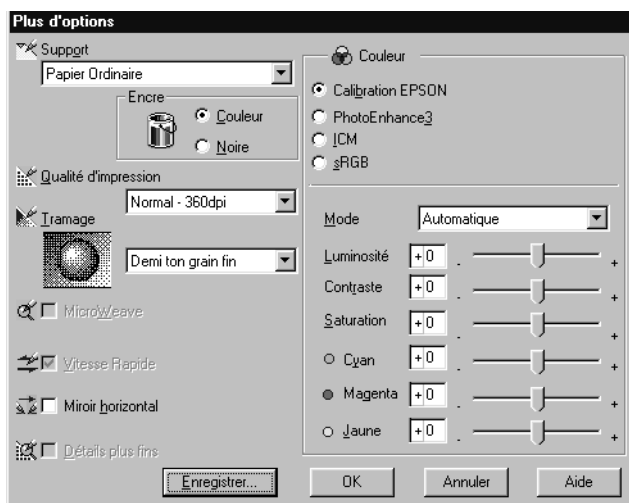 Plus d'options
Support
Papier Ordinaire
Encre
Couleur
Noire
Qualité d'impression
Normal - 360dpi
Tramage
Demi ton grain fin
MicroWeave
Vitesse Rapide
Miroir horizontal
Détails plus fins
Couleur
Calibration EPSON
PhotoEnhance3
ICM
sRGB
Mode Automatique
Luminosité +0 - +
Contraste +0 - +
Saturation +0 - +
Cyan +0 - +
Magenta +0 - +
Jaune +0 - +
Enregistrer... OK Annuler Aide